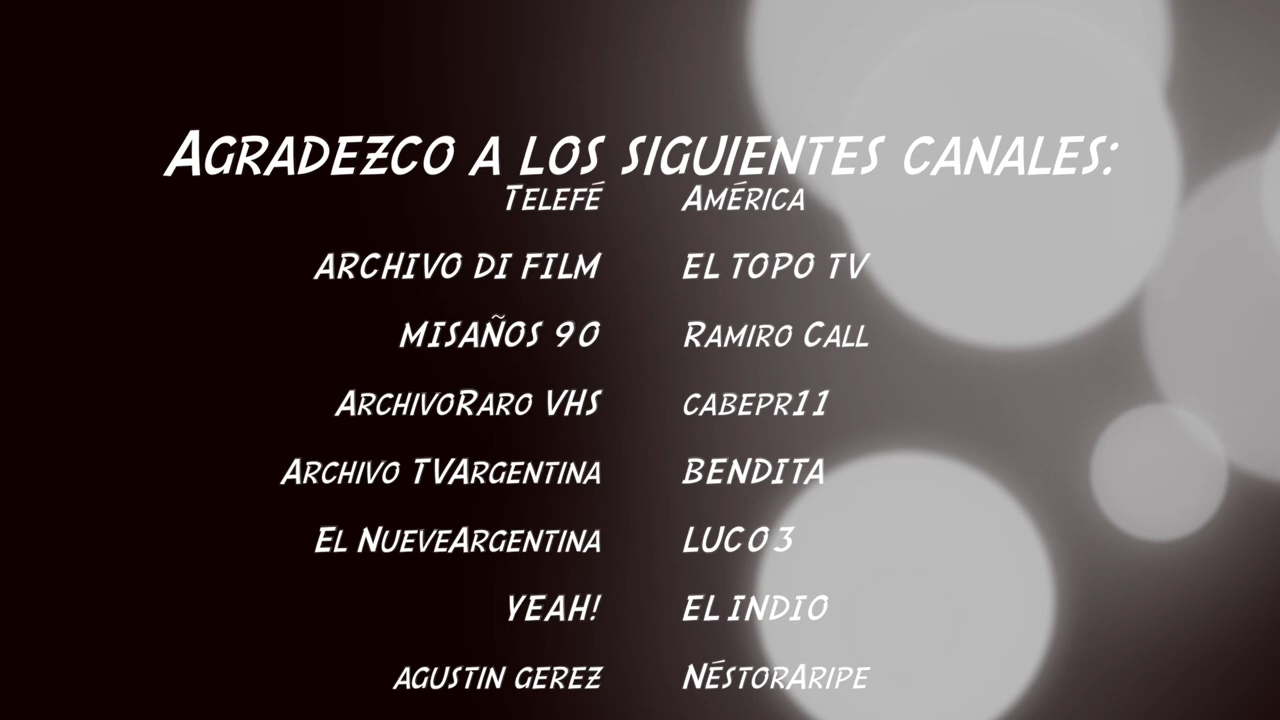 Agradezco a los siguientes canales:
Telefé América
ARCHIVO DI FILM EL TOPO TV
MISAÑOS 90 Ramiro Call
ArchivoRaro VHS cabepr11
Archivo TVArgentina BENDITA
El NueveArgentina LUCO3
YEAH! EL INDIO
agustin gerez NéstorAripe